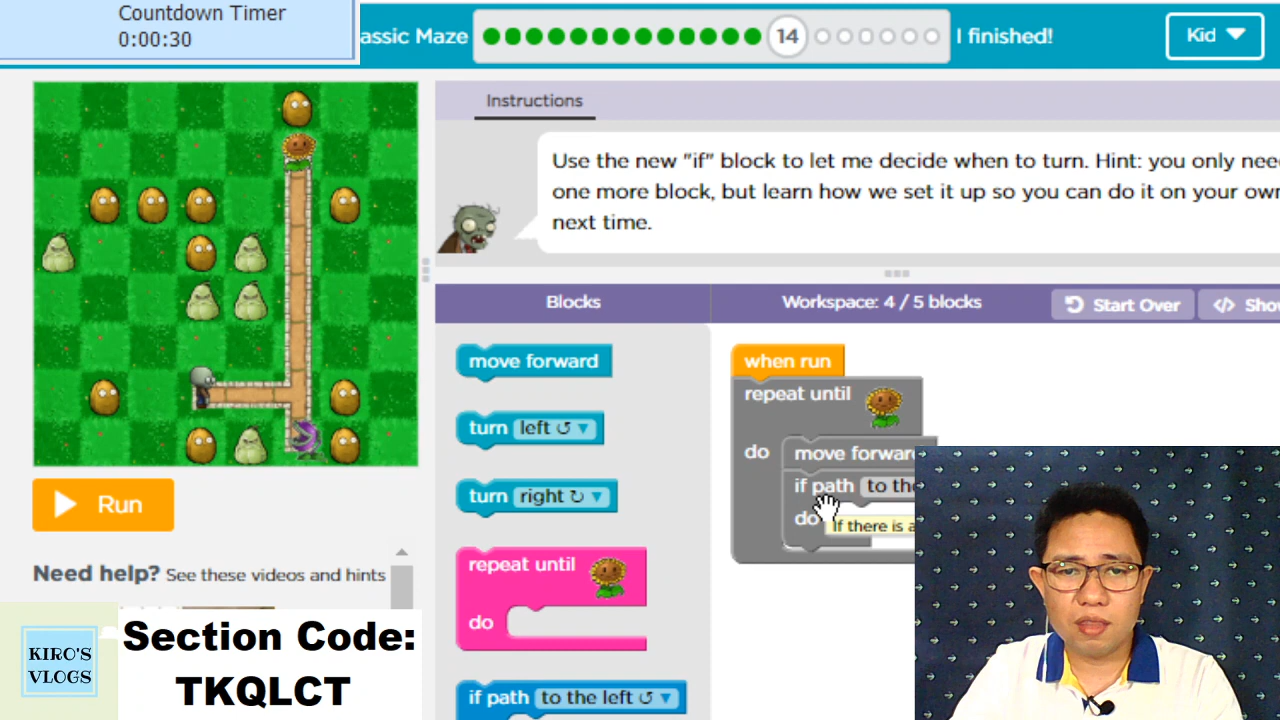 Countdown Timer
0:00:30
assic Maze
14
I finished!
Kid
Instructions
Use the new "if" block to let me decide when to turn. Hint: you only nee
one more block, but learn how we set it up so you can do it on your own
next time.
Blocks
Workspace: 4 / 5 blocks
Start Over
</> Show
move forward
turn left ↺ ▼
turn right ↻ ▼
repeat until
do
if path to the left ↺ ▼
when run
repeat until
do
move forward
if path to the
do
If there is a
Run
Need help? See these videos and hints
KIRO'S
VLOGS
Section Code:
TKQLCT